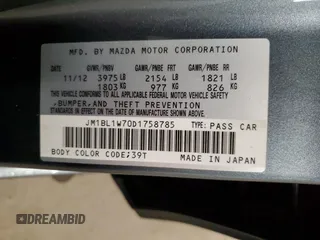 MFD. BY MAZDA MOTOR CORPORATION
GVWR/PNBV GAWR/PNBE FRT GAWR/PNBE RR
11/12 3975 LB 2154 LB 1821 LB
1803 KG 977 KG 826 KG
THIS VEHICLE CONFORMS TO ALL APPLICABLE
FEDERAL MOTOR VEHICLE SAFETY
BUMPER, AND THEFT PREVENTION
STANDARDS IN EFFECT ON THE DATE OF
MANUFACTURE SHOWN ABOVE.
JM1BL1W70D1758785 TYPE: PASS CAR
BODY COLOR CODE:39T MADE IN JAPAN
DREAMBID